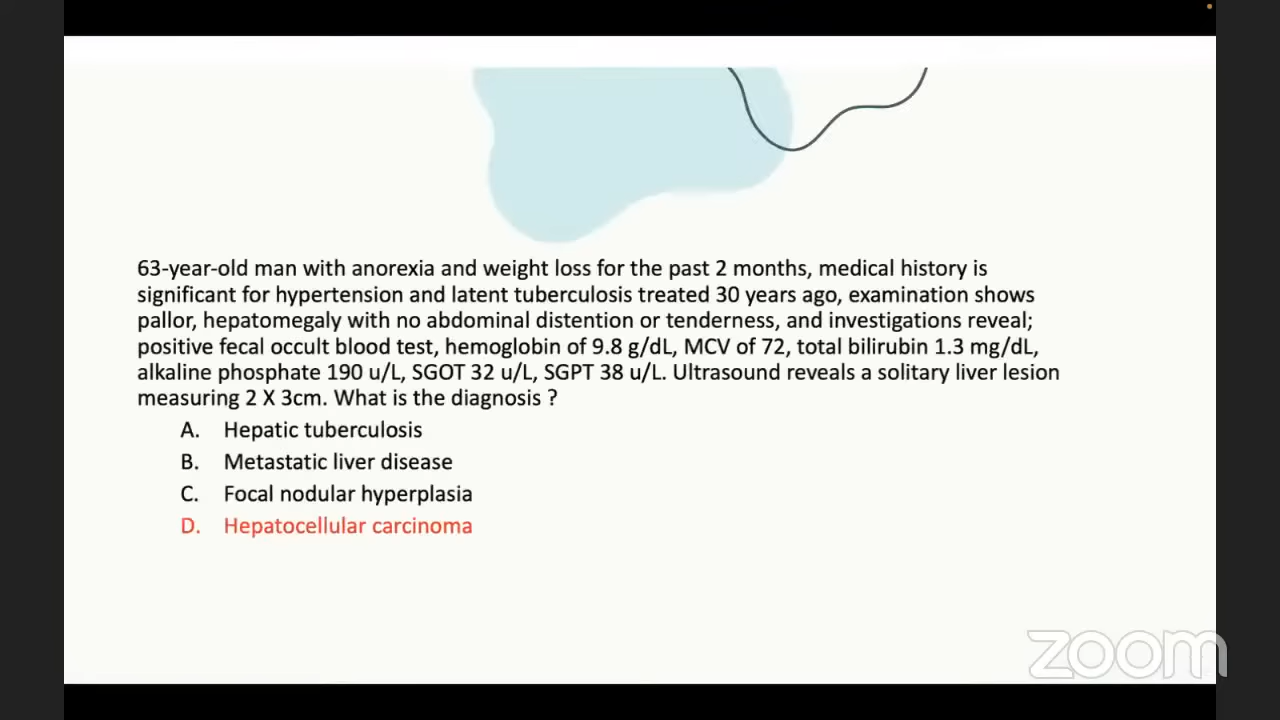 63-year-old man with anorexia and weight loss for the past 2 months, medical history is
significant for hypertension and latent tuberculosis treated 30 years ago, examination shows
pallor, hepatomegaly with no abdominal distention or tenderness, and investigations reveal;
positive fecal occult blood test, hemoglobin of 9.8 g/dL, MCV of 72, total bilirubin 1.3 mg/dL,
alkaline phosphate 190 u/L, SGOT 32 u/L, SGPT 38 u/L. Ultrasound reveals a solitary liver lesion
measuring 2 X 3cm. What is the diagnosis ?
A. Hepatic tuberculosis
B. Metastatic liver disease
C. Focal nodular hyperplasia
D. Hepatocellular carcinoma
zoom